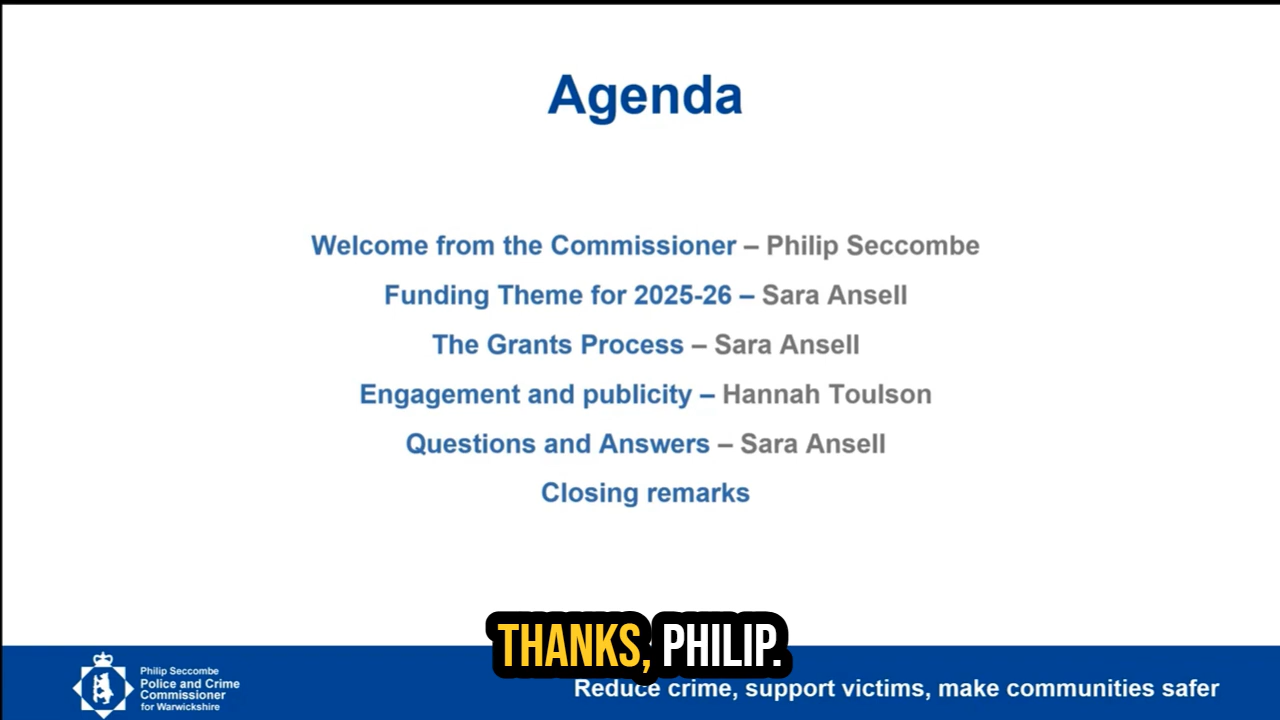 Agenda
Welcome from the Commissioner – Philip Seccombe
Funding Theme for 2025-26 – Sara Ansell
The Grants Process – Sara Ansell
Engagement and publicity – Hannah Toulson
Questions and Answers – Sara Ansell
Closing remarks
THANKS, PHILIP.
Philip Seccombe
Police and Crime
Commissioner
for Warwickshire
Reduce crime, support victims, make communities safer